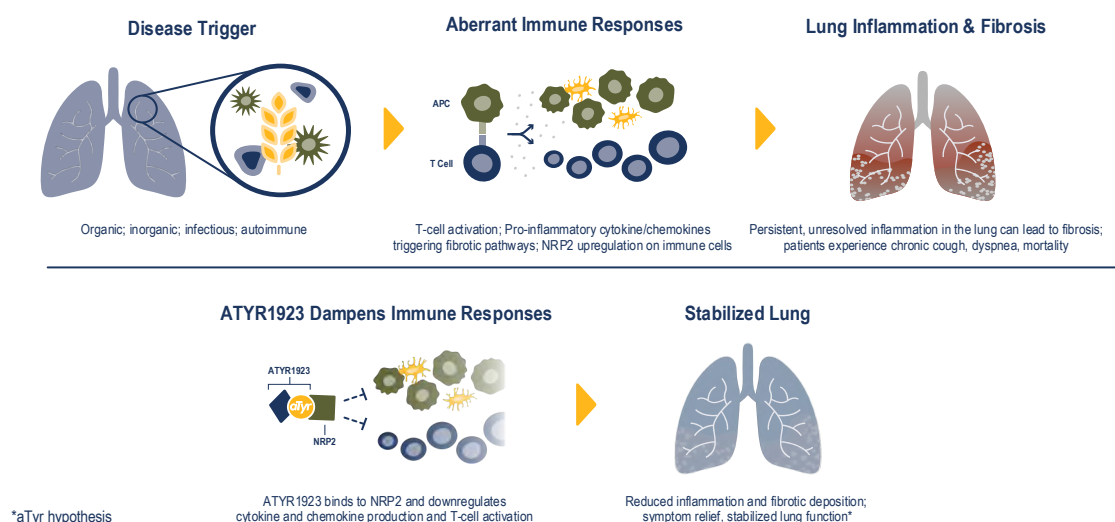 Disease Trigger
Aberrant Immune Responses
Lung Inflammation & Fibrosis
APC
T Cell
Organic; inorganic; infectious; autoimmune
T-cell activation; Pro-inflammatory cytokine/chemokines
triggering fibrotic pathways; NRP2 upregulation on immune cells
Persistent, unresolved inflammation in the lung can lead to fibrosis;
patients experience chronic cough, dyspnea, mortality
ATYR1923 Dampens Immune Responses
Stabilized Lung
ATYR1923
aTyr
NRP2
ATYR1923 binds to NRP2 and downregulates
cytokine and chemokine production and T-cell activation
Reduced inflammation and fibrotic deposition;
symptom relief, stabilized lung function*
*aTyr hypothesis